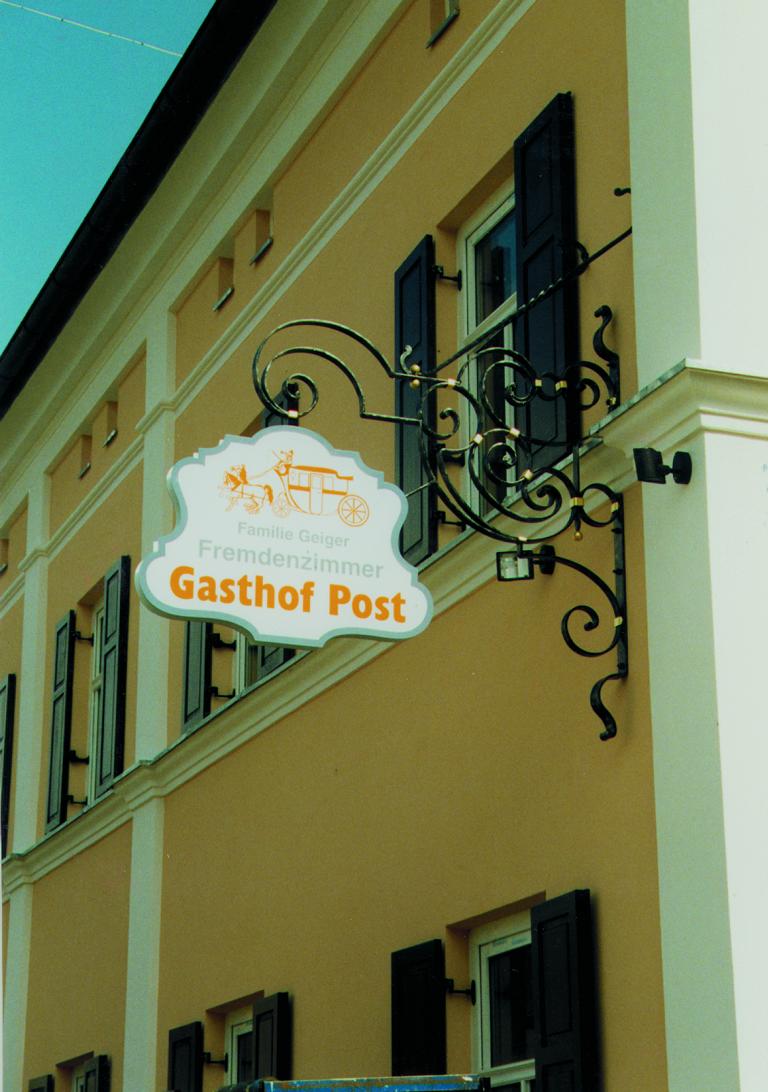 Familie Geiger
Fremdenzimmer
Gasthof Post